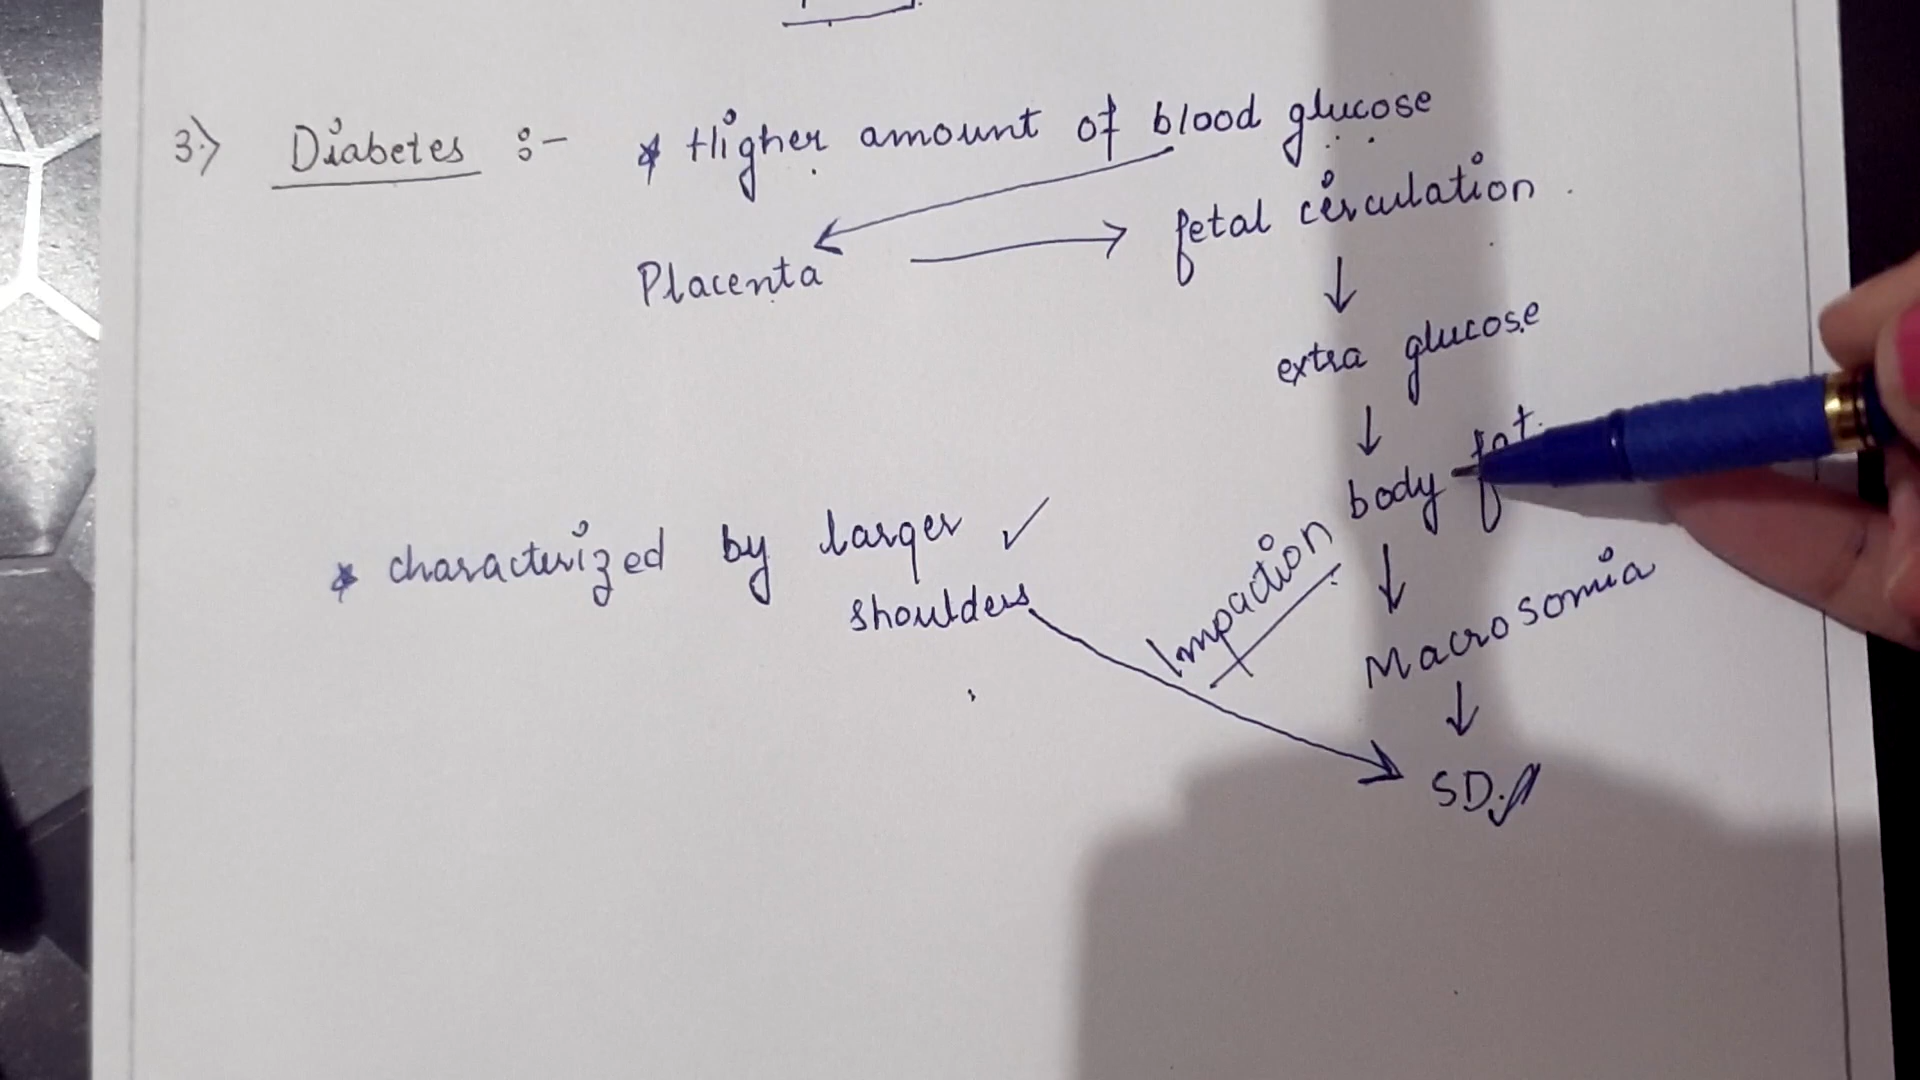 3.) Diabetes :- * Higher amount of blood glucose
Placenta → fetal circulation
↓
extra glucose
↓
body fat
↓
Macrosomia
↓
SD.
* characterized by larger ✓
shoulders
Impaction